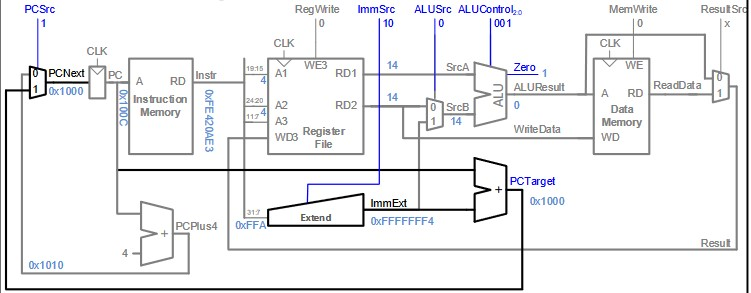 PCSrc
1
RegWrite
0
ImmSrc
10
ALUSrc
0
ALUControl2:0
001
MemWrite
0
ResultSrc
x
CLK
PCNext
0x1000
0
1
PC
0x100C
A
RD
Instruction
Memory
Instr
0xFE420AE3
19:15
4
A1
24:20
4
A2
11:7
A3
WD3
CLK
WE3
RD1
RD2
Register
File
14
14
SrcA
0
1
SrcB
14
ALU
Zero
1
ALUResult
0
WriteData
CLK
WE
A
RD
Data
Memory
WD
ReadData
0
1
PCPlus4
+
4
0x1010
31:7
0xFFA
Extend
ImmExt
0xFFFFFFF4
+
PCTarget
0x1000
Result